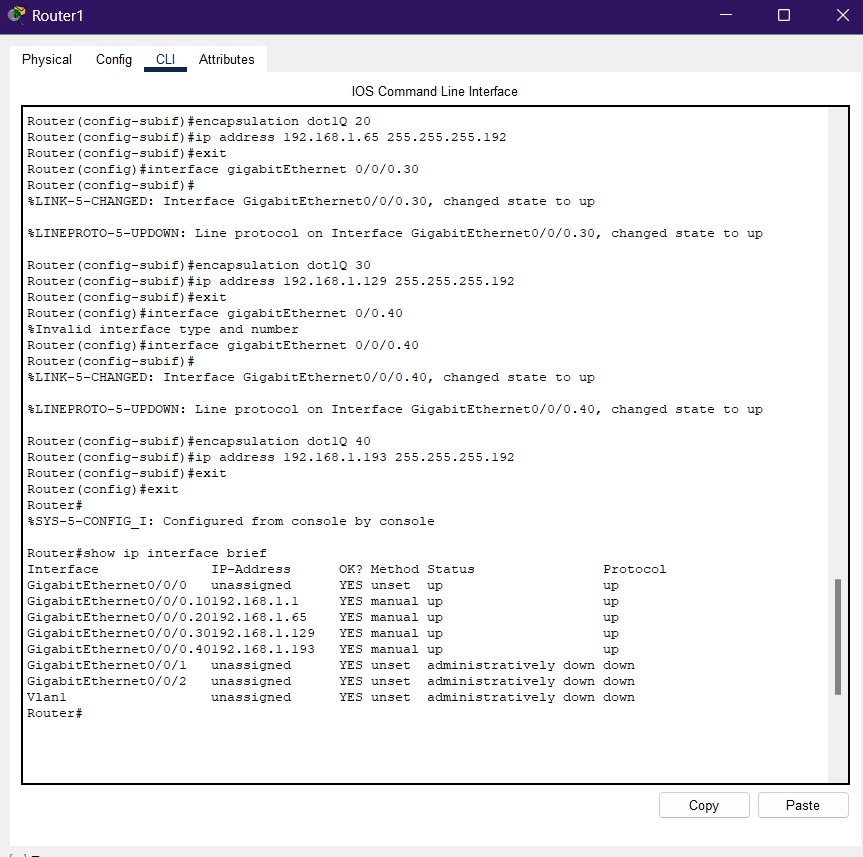 Router1
Physical Config CLI Attributes
IOS Command Line Interface
Router(config-subif)#encapsulation dot1Q 20
Router(config-subif)#ip address 192.168.1.65 255.255.255.192
Router(config-subif)#exit
Router(config)#interface gigabitEthernet 0/0/0.30
Router(config-subif)#
%LINK-5-CHANGED: Interface GigabitEthernet0/0/0.30, changed state to up
%LINEPROTO-5-UPDOWN: Line protocol on Interface GigabitEthernet0/0/0.30, changed state to up
Router(config-subif)#encapsulation dot1Q 30
Router(config-subif)#ip address 192.168.1.129 255.255.255.192
Router(config-subif)#exit
Router(config)#interface gigabitEthernet 0/0.40
%Invalid interface type and number
Router(config)#interface gigabitEthernet 0/0/0.40
Router(config-subif)#
%LINK-5-CHANGED: Interface GigabitEthernet0/0/0.40, changed state to up
%LINEPROTO-5-UPDOWN: Line protocol on Interface GigabitEthernet0/0/0.40, changed state to up
Router(config-subif)#encapsulation dot1Q 40
Router(config-subif)#ip address 192.168.1.193 255.255.255.192
Router(config-subif)#exit
Router(config)#exit
Router#
%SYS-5-CONFIG_I: Configured from console by console
Router#show ip interface brief
Interface IP-Address OK? Method Status Protocol
GigabitEthernet0/0/0 unassigned YES unset up up
GigabitEthernet0/0/0.10192.168.1.1 YES manual up up
GigabitEthernet0/0/0.20192.168.1.65 YES manual up up
GigabitEthernet0/0/0.30192.168.1.129 YES manual up up
GigabitEthernet0/0/0.40192.168.1.193 YES manual up up
GigabitEthernet0/0/1 unassigned YES unset administratively down down
GigabitEthernet0/0/2 unassigned YES unset administratively down down
Vlan1 unassigned YES unset administratively down down
Router#
Copy Paste